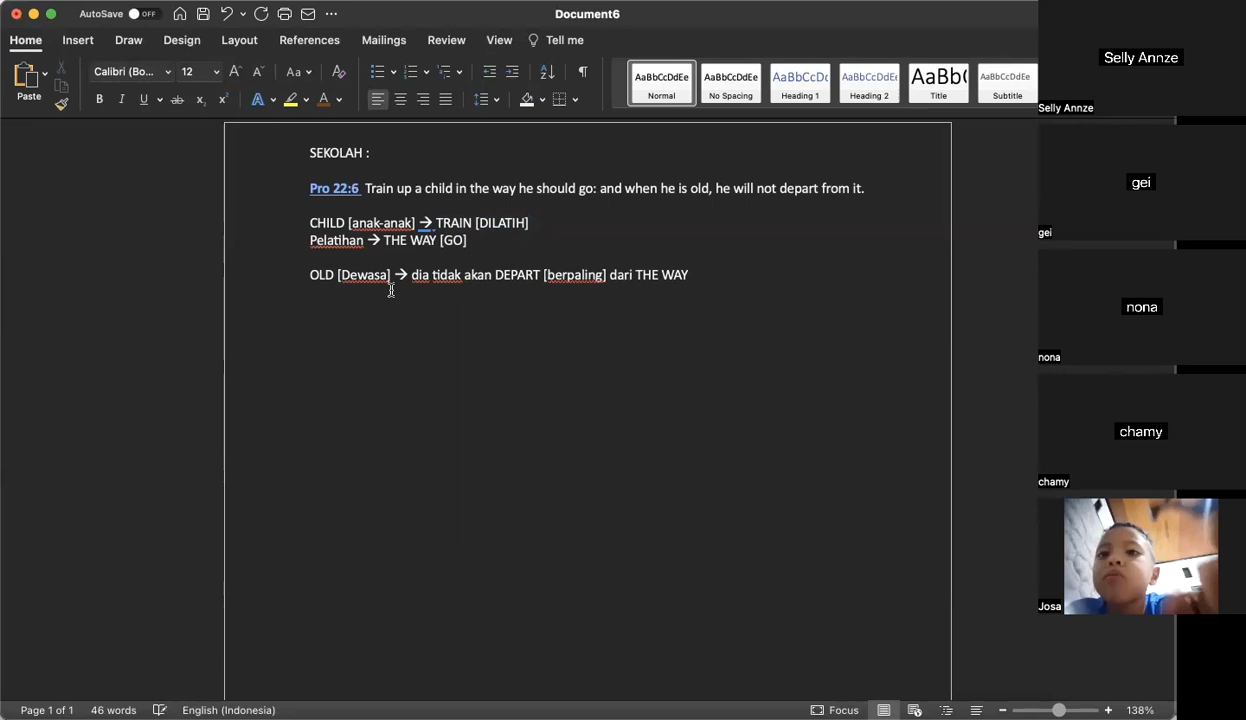 AutoSave OFF
Document6
Home Insert Draw Design Layout References Mailings Review View Tell me
Paste
Calibri (Bo... 12
AaBbCcDdEe
Normal
AaBbCcDdEe
No Spacing
AaBbCcDc
Heading 1
AaBbCcDdEe
Heading 2
AaBb(
Title
AaBbCcDdEe
Subtitle
SEKOLAH :
Pro 22:6 Train up a child in the way he should go: and when he is old, he will not depart from it.
CHILD [anak-anak] → TRAIN [DILATIH]
Pelatihan → THE WAY [GO]
OLD [Dewasa] → dia tidak akan DEPART [berpaling] dari THE WAY
Selly Annze
Selly Annze
gei
gei
nona
nona
chamy
chamy
Josa
Page 1 of 1 46 words English (Indonesia) Focus 138%